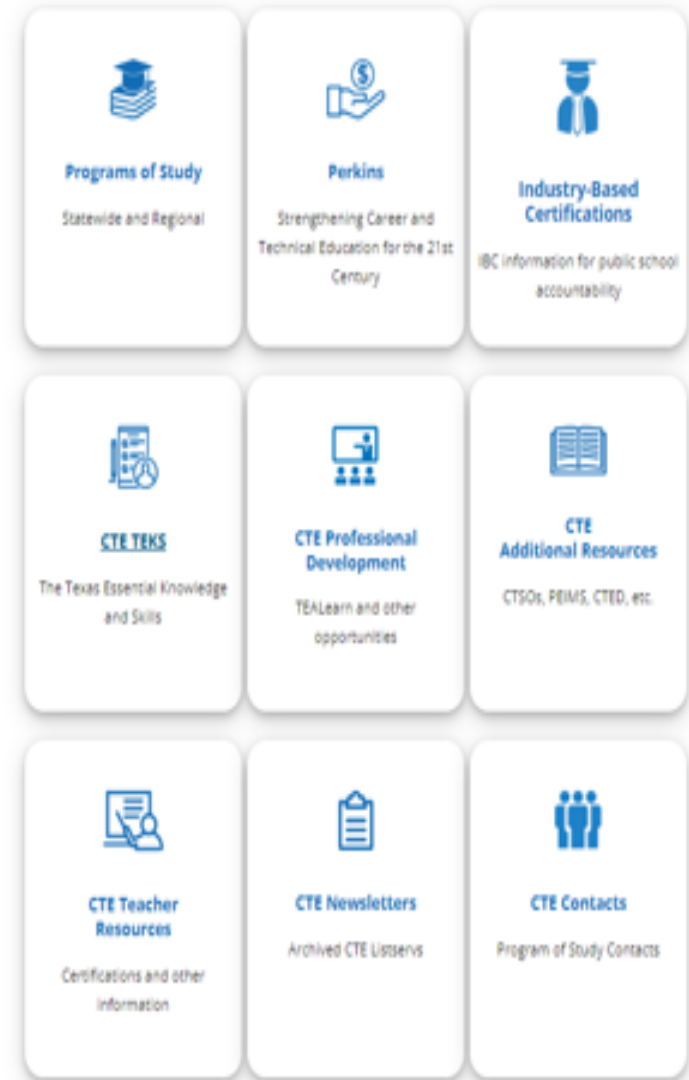 Programs of Study
Statewide and Regional
Perkins
Strengthening Career and
Technical Education for the 21st
Century
Industry-Based
Certifications
IBC information for public school
accountability
CTE TEKS
The Texas Essential Knowledge
and Skills
CTE Professional
Development
TEALearn and other
opportunities
CTE
Additional Resources
CTSOs, PEIMS, CTED, etc.
CTE Teacher
Resources
Certifications and other
information
CTE Newsletters
Archived CTE Listservs
CTE Contacts
Program of Study Contacts